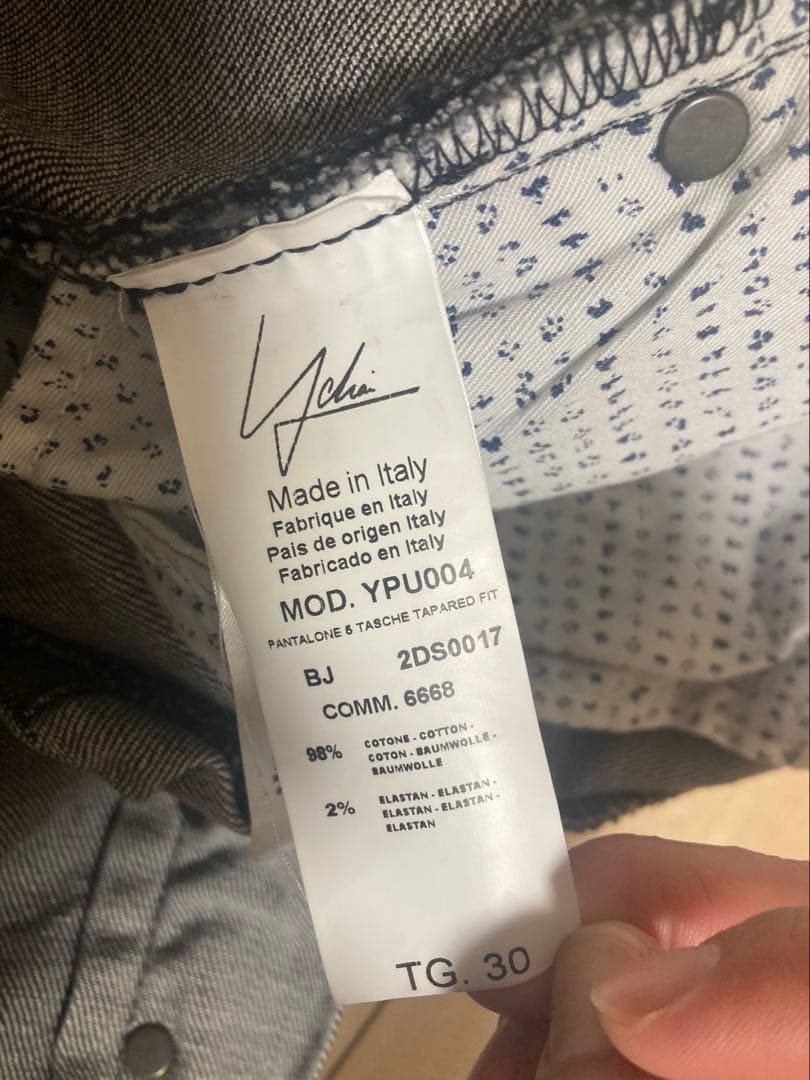 Ychai
Made in Italy
Fabrique en Italy
Pais de origen Italy
Fabricado en Italy
MOD. YPU004
PANTALONE 5 TASCHE TAPARED FIT
BJ 2DS0017
COMM. 6668
98% COTONE - COTTON -
COTON - BAUMWOLLE -
BAUMWOLLE
2% ELASTAN - ELASTAN -
ELASTAN - ELASTAN -
ELASTAN
TG. 30